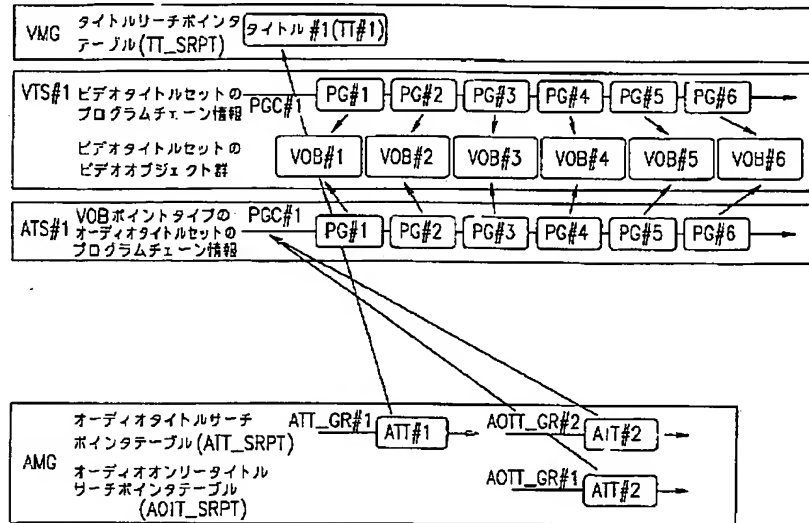 VMG タイトルリーチポインタ
テーブル(TT_SRPT)
タイトル #1(TT#1)
VTS#1 ビデオタイトルセットの
プログラムチェーン情報
PGC#1 PG#1 PG#2 PG#3 PG#4 PG#5 PG#6
ビデオタイトルセットの
ビデオオブジェクト群
VOB#1 VOB#2 VOB#3 VOB#4 VOB#5 VOB#6
ATS#1 VOBポイントタイプの
オーディオタイトルセットの
プログラムチェーン情報
PGC#1 PG#1 PG#2 PG#3 PG#4 PG#5 PG#6
AMG
オーディオタイトルサーチ
ポインタテーブル(ATT_SRPT)
ATT_GR#1 ATT#1 AOTT_GR#2 AIT#2
オーディオオンリータイトル
サーチポインタテーブル
(AOIT_SRPT)
AOTT_GR#1 ATT#2